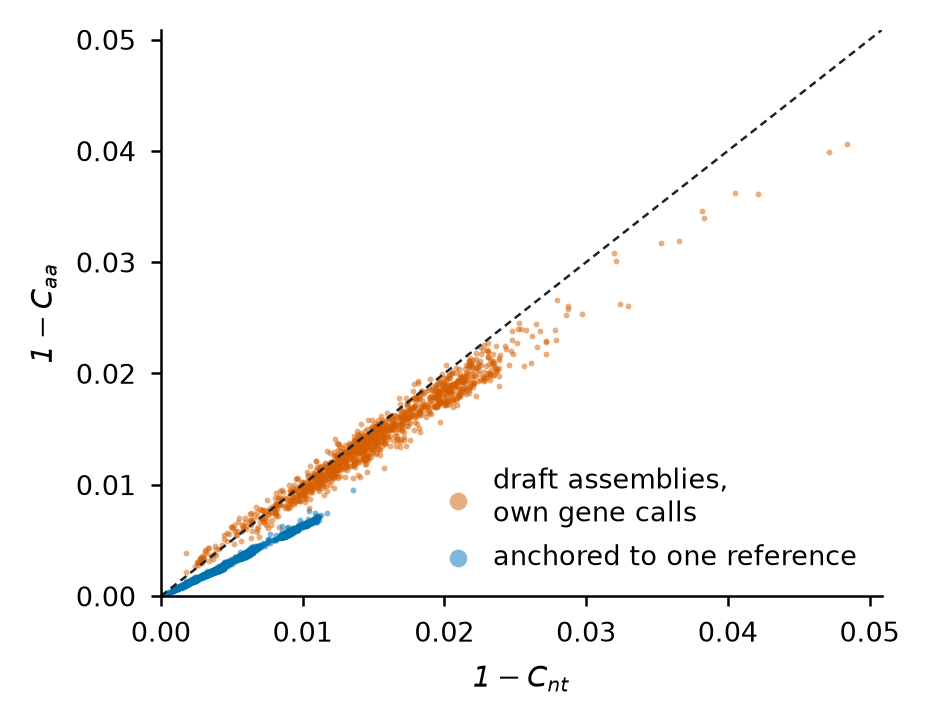 0.05
0.04
0.03
0.02
0.01
0.00
1 − C_aa
draft assemblies,
own gene calls
anchored to one reference
0.00 0.01 0.02 0.03 0.04 0.05
1 − C_nt